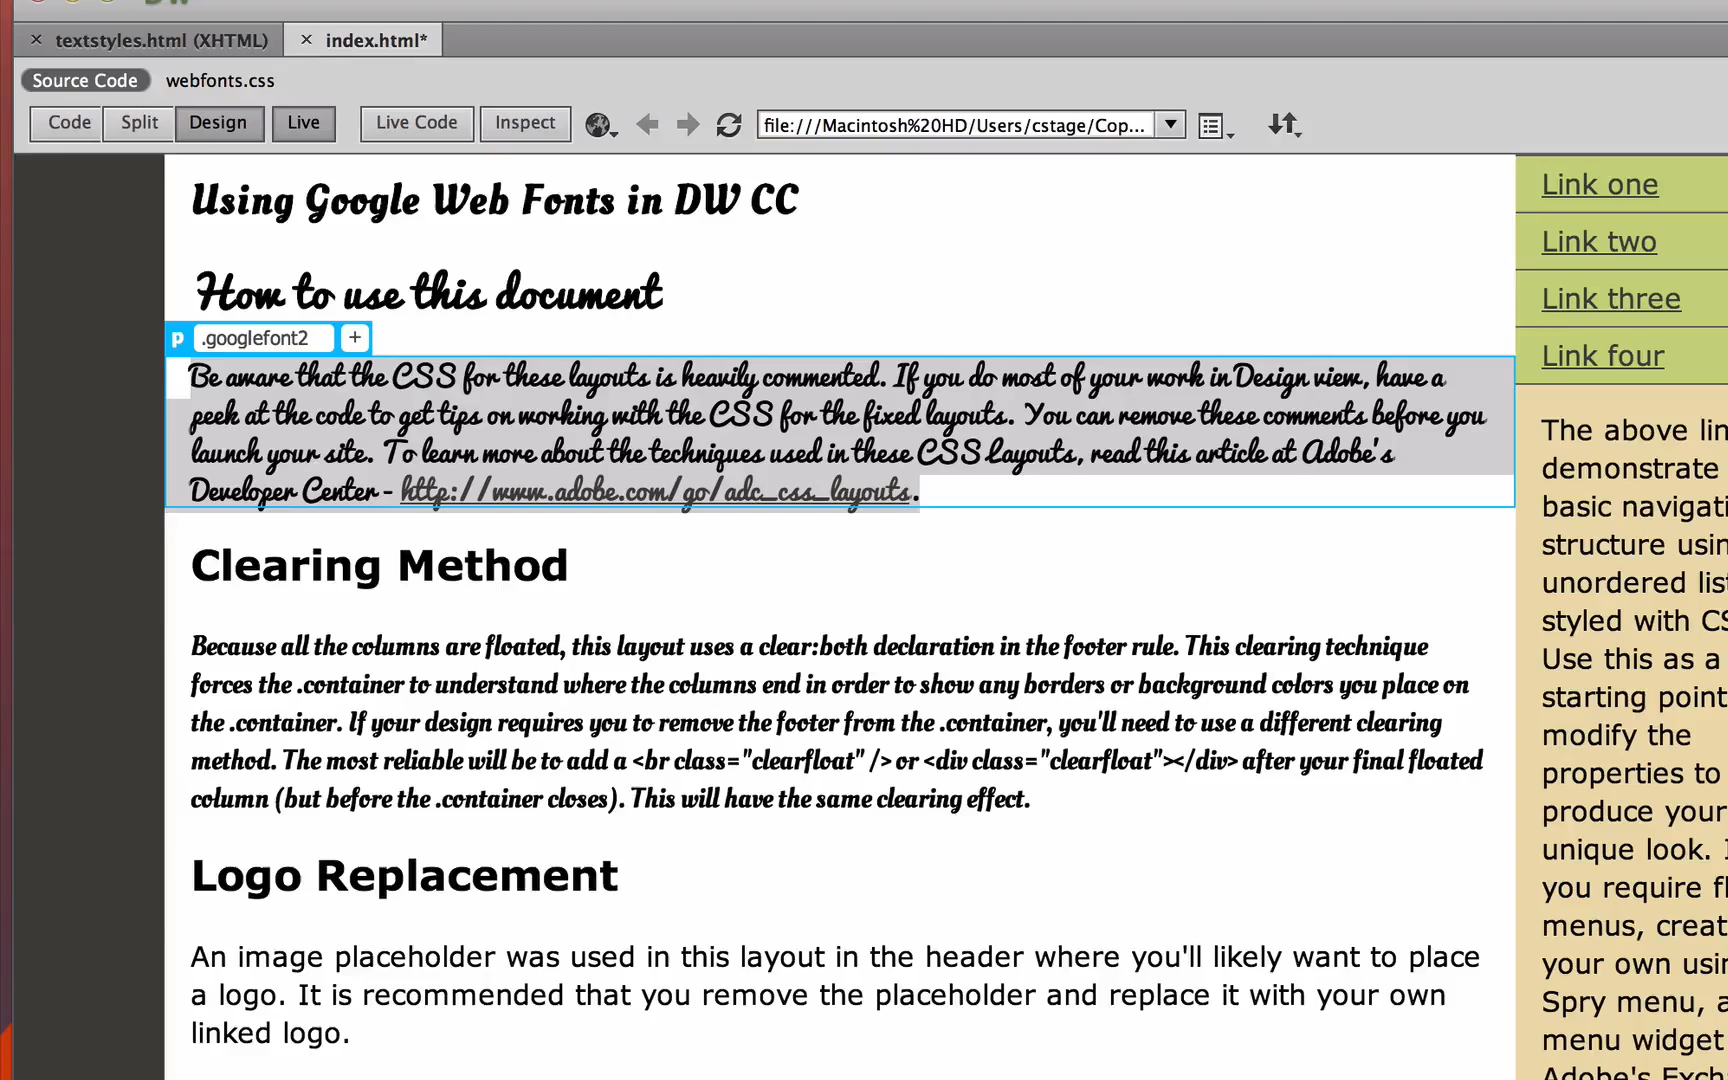 textstyles.html (XHTML)
index.html*
Source Code
webfonts.css
Code
Split
Design
Live
Live Code
Inspect
file:///Macintosh%20HD/Users/cstage/Cop...
Using Google Web Fonts in DW CC
How to use this document
p .googlefont2 +
Be aware that the CSS for these layouts is heavily commented. If you do most of your work in Design view, have a
peek at the code to get tips on working with the CSS for the fixed layouts. You can remove these comments before you
launch your site. To learn more about the techniques used in these CSS Layouts, read this article at Adobe's
Developer Center - http://www.adobe.com/go/adc_css_layouts.
Clearing Method
Because all the columns are floated, this layout uses a clear:both declaration in the footer rule. This clearing technique
forces the .container to understand where the columns end in order to show any borders or background colors you place on
the .container. If your design requires you to remove the footer from the .container, you'll need to use a different clearing
method. The most reliable will be to add a <br class="clearfloat" /> or <div class="clearfloat"></div> after your final floated
column (but before the .container closes). This will have the same clearing effect.
Logo Replacement
An image placeholder was used in this layout in the header where you'll likely want to place
a logo. It is recommended that you remove the placeholder and replace it with your own
linked logo.
Link one
Link two
Link three
Link four
The above
demonstrate
basic
structure
unordered
styled with
Use this as a
starting point
modify the
properties to
produce your
unique look.
you require
menus,
your own
Spry menu,
menu widget
Adobe's